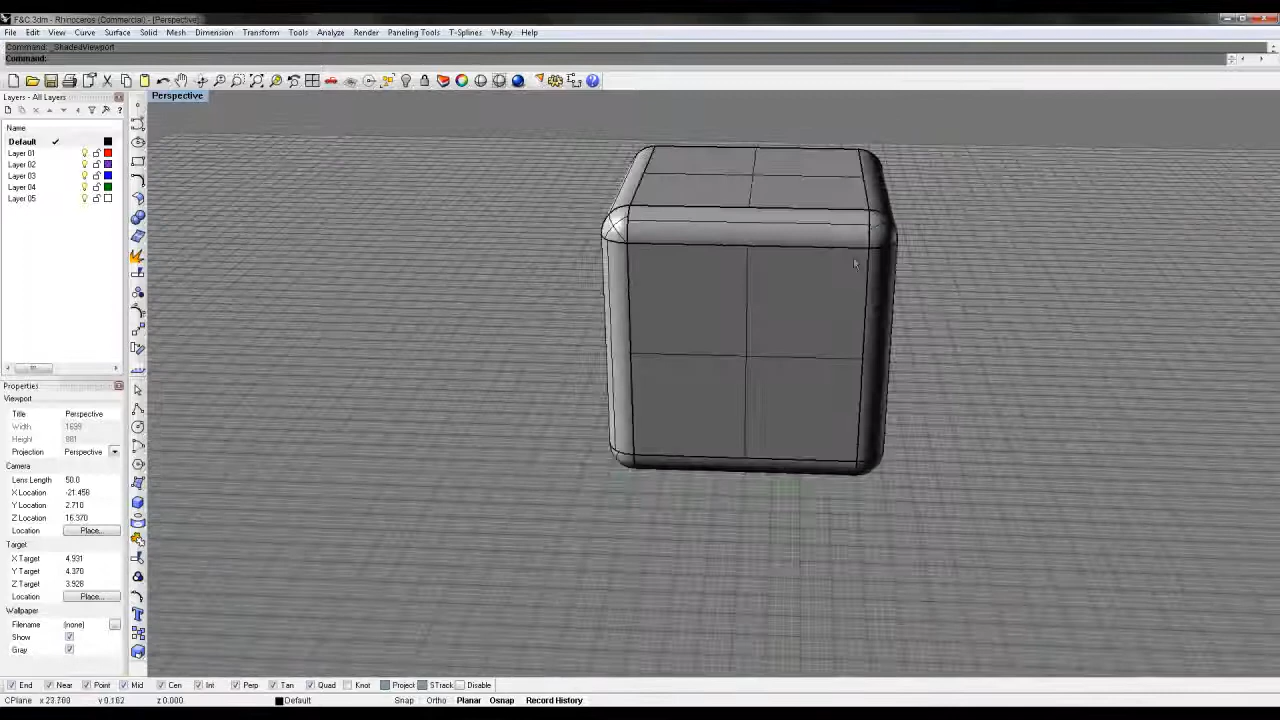 F&C.3dm - Rhinoceros (Commercial) - [Perspective]
File Edit View Curve Surface Solid Mesh Dimension Transform Tools Analyze Render Paneling Tools T-Splines V-Ray Help
Command: _ShadedViewport
Command:
Layers - All Layers
Perspective
Name
Default
Layer 01
Layer 02
Layer 03
Layer 04
Layer 05
Properties
Viewport
Title Perspective
Width 1699
Height 881
Projection Perspective
Camera
Lens Length 50.0
X Location -21.458
Y Location 2.710
Z Location 16.370
Location Place...
Target
X Target 4.931
Y Target 4.370
Z Target 3.928
Location Place...
Wallpaper
Filename (none) ...
Show
Gray
End Near Point Mid Cen Int Perp Tan Quad Knot Project STrack Disable
CPlane x 23.760 y 0.162 z 0.000 Default Snap Ortho Planar Osnap Record History